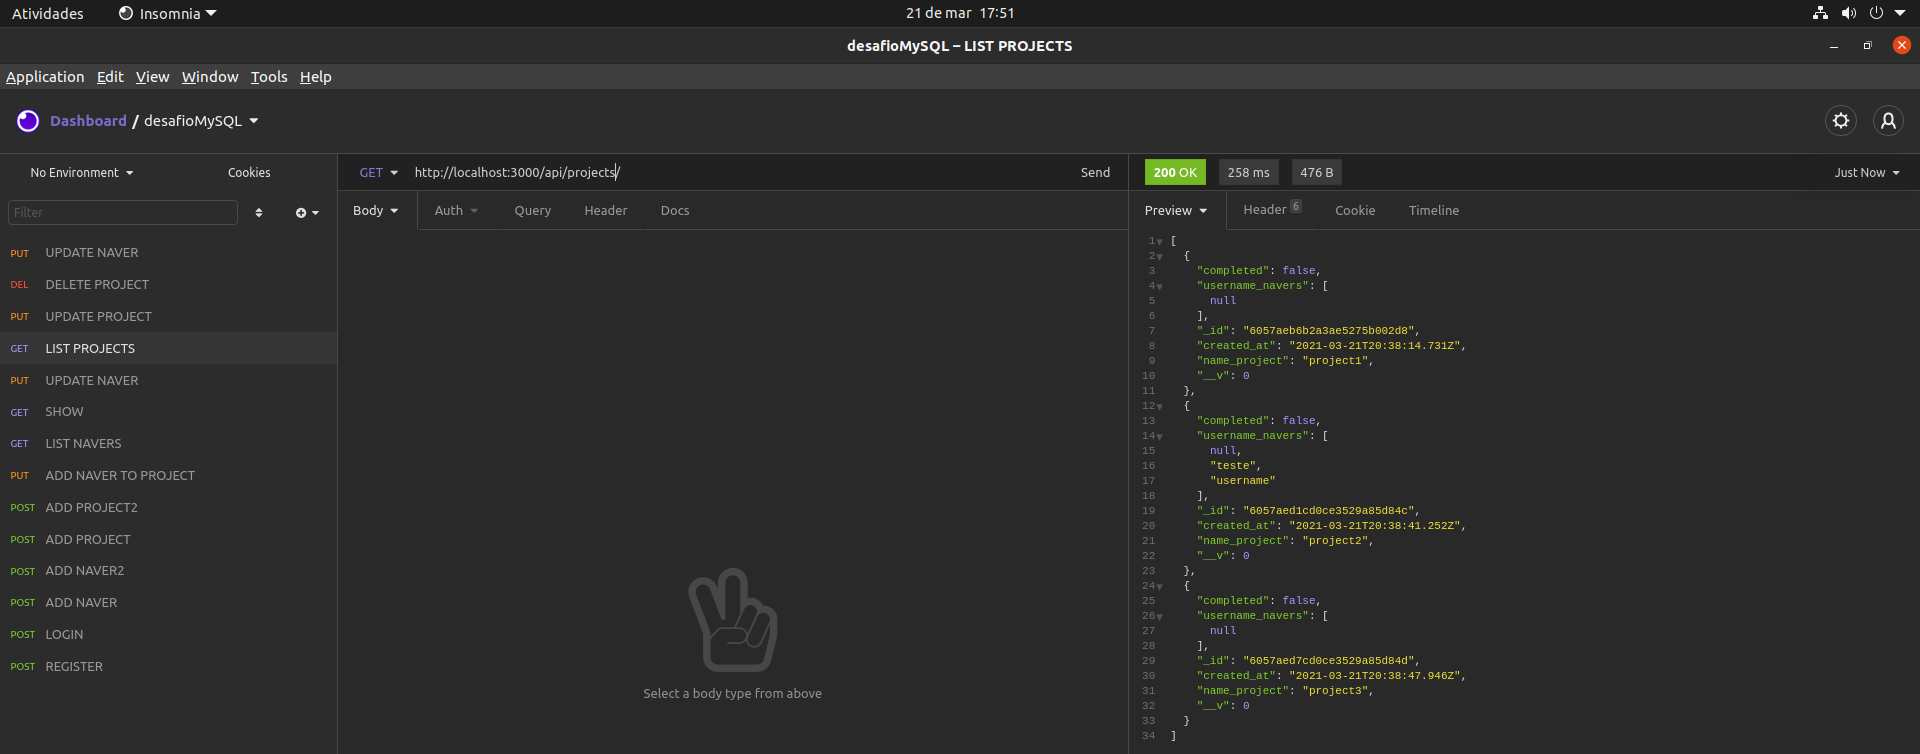 Atividades Insomnia 21 de mar 17:51
desafioMySQL – LIST PROJECTS
Application Edit View Window Tools Help
Dashboard / desafioMySQL
No Environment Cookies
GET http://localhost:3000/api/projects/ Send
200 OK 258 ms 476 B Just Now
Filter
Body Auth Query Header Docs
Preview Header 6 Cookie Timeline
PUT UPDATE NAVER
DEL DELETE PROJECT
PUT UPDATE PROJECT
GET LIST PROJECTS
PUT UPDATE NAVER
GET SHOW
GET LIST NAVERS
PUT ADD NAVER TO PROJECT
POST ADD PROJECT2
POST ADD PROJECT
POST ADD NAVER2
POST ADD NAVER
POST LOGIN
POST REGISTER
Select a body type from above
1 [
2 {
3 "completed": false,
4 "username_navers": [
5 null
6 ],
7 "_id": "6057aeb6b2a3ae5275b002d8",
8 "created_at": "2021-03-21T20:38:14.731Z",
9 "name_project": "project1",
10 "__v": 0
11 },
12 {
13 "completed": false,
14 "username_navers": [
15 null,
16 "teste",
17 "username"
18 ],
19 "_id": "6057aed1cd0ce3529a85d84c",
20 "created_at": "2021-03-21T20:38:41.252Z",
21 "name_project": "project2",
22 "__v": 0
23 },
24 {
25 "completed": false,
26 "username_navers": [
27 null
28 ],
29 "_id": "6057aed7cd0ce3529a85d84d",
30 "created_at": "2021-03-21T20:38:47.946Z",
31 "name_project": "project3",
32 "__v": 0
33 }
34 ]